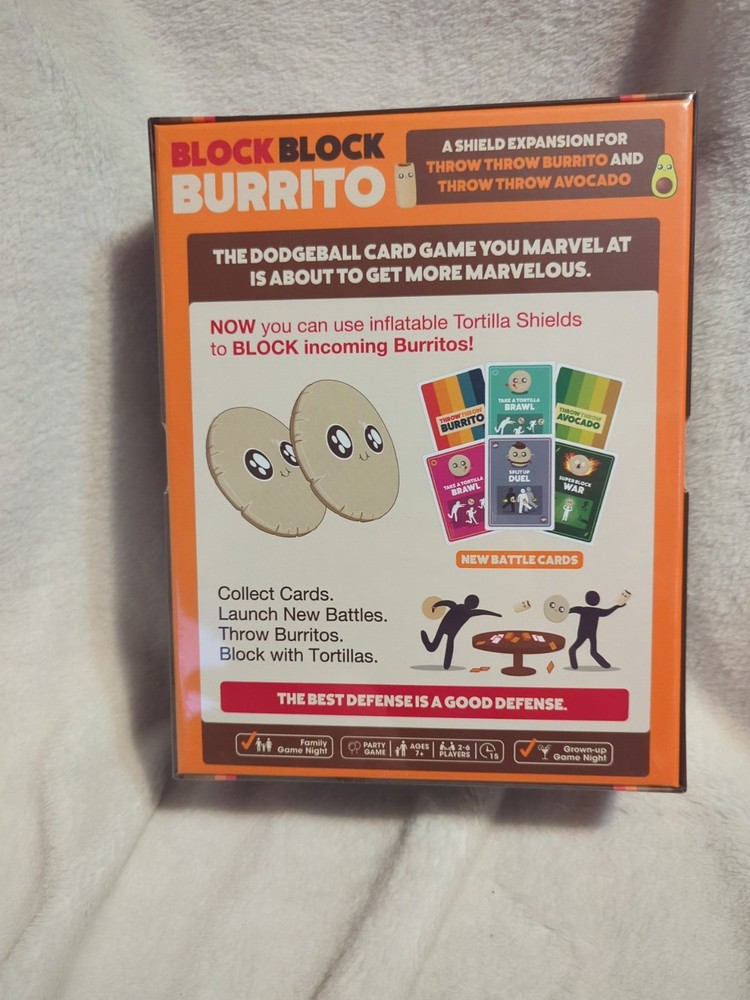 BLOCK BLOCK
BURRITO
A SHIELD EXPANSION FOR
THROW THROW BURRITO AND
THROW THROW AVOCADO
THE DODGEBALL CARD GAME YOU MARVEL AT
IS ABOUT TO GET MORE MARVELOUS.
NOW you can use inflatable Tortilla Shields
to BLOCK incoming Burritos!
THROW THROW
BURRITO
TAKE A TORTILLA
BRAWL
THROW THROW
AVOCADO
TAKE A TORTILLA
BRAWL
SPLIT UP
DUEL
SUPER BLOCK
WAR
NEW BATTLE CARDS
Collect Cards.
Launch New Battles.
Throw Burritos.
Block with Tortillas.
THE BEST DEFENSE IS A GOOD DEFENSE.
Family
Game Night
PARTY
GAME
AGES
7+
2-6
PLAYERS
15
Grown-up
Game Night